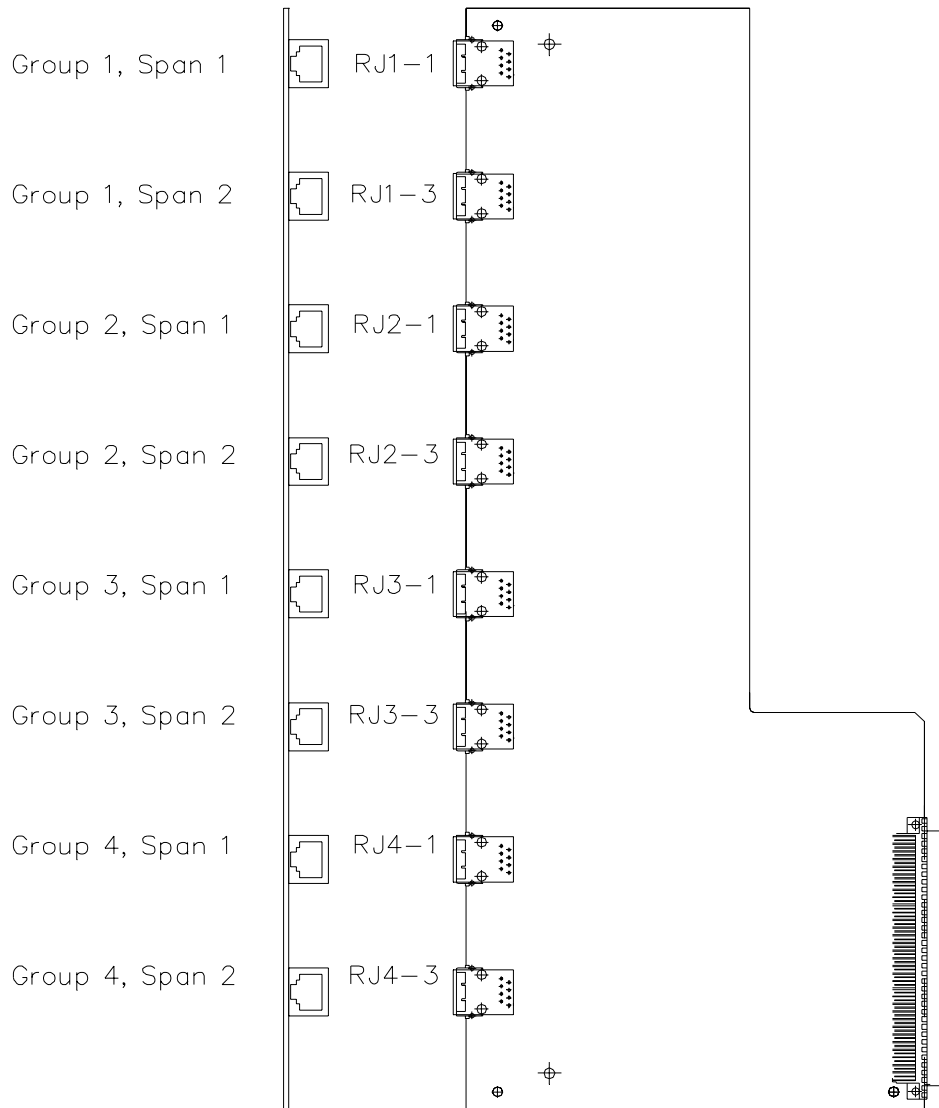 Group 1, Span 1 RJ1-1
Group 1, Span 2 RJ1-3
Group 2, Span 1 RJ2-1
Group 2, Span 2 RJ2-3
Group 3, Span 1 RJ3-1
Group 3, Span 2 RJ3-3
Group 4, Span 1 RJ4-1
Group 4, Span 2 RJ4-3